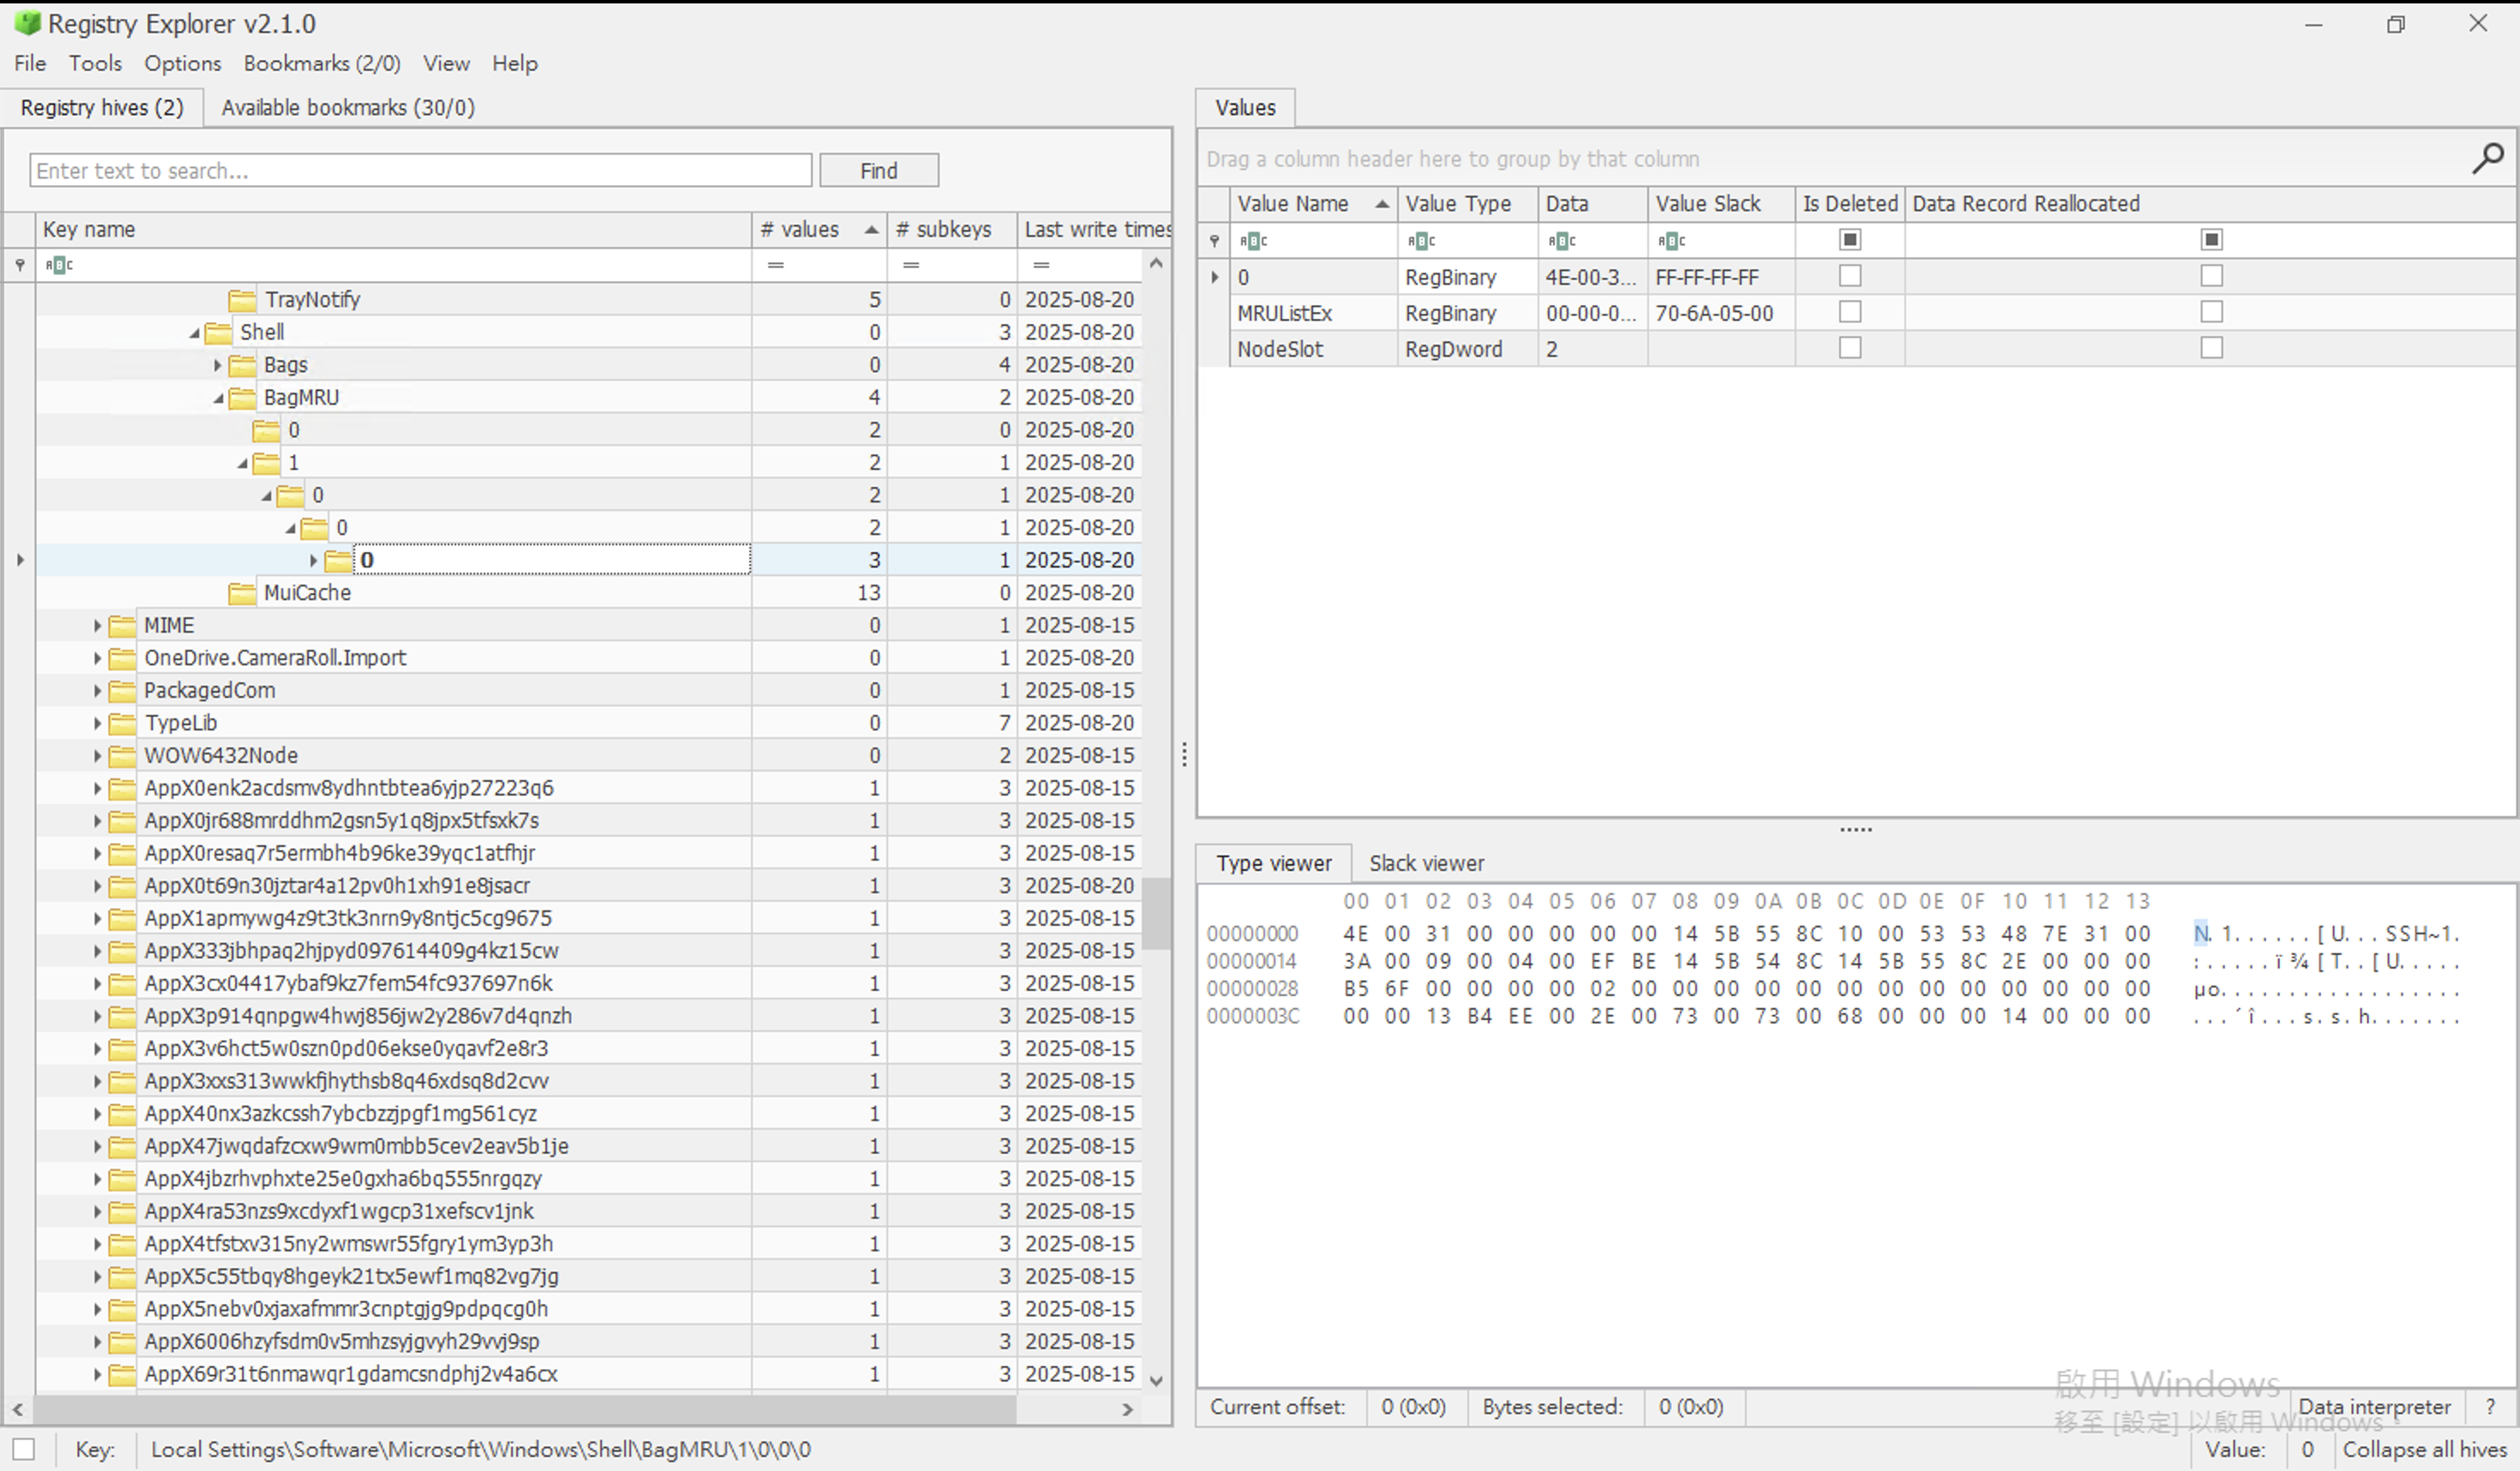 Registry Explorer v2.1.0
File Tools Options Bookmarks (2/0) View Help
Registry hives (2) Available bookmarks (30/0)
Enter text to search... Find
Key name # values # subkeys Last write times
ABC = = =
TrayNotify 5 0 2025-08-20
Shell 0 3 2025-08-20
Bags 0 4 2025-08-20
BagMRU 4 2 2025-08-20
0 2 0 2025-08-20
1 2 1 2025-08-20
0 2 1 2025-08-20
0 2 1 2025-08-20
0 3 1 2025-08-20
MuiCache 13 0 2025-08-20
MIME 0 1 2025-08-15
OneDrive.CameraRoll.Import 0 1 2025-08-20
PackagedCom 0 1 2025-08-15
TypeLib 0 7 2025-08-20
WOW6432Node 0 2 2025-08-15
AppX0enk2acdsmv8ydhntbtea6yjp27223q6 1 3 2025-08-15
AppX0jr688mrddhm2gsn5y1q8jpx5tfsxk7s 1 3 2025-08-15
AppX0resaq7r5ermbh4b96ke39yqc1atfhjr 1 3 2025-08-15
AppX0t69n30jztar4a12pv0h1xh91e8jsacr 1 3 2025-08-20
AppX1apmywg4z9t3tk3nrn9y8ntjc5cg9675 1 3 2025-08-15
AppX333jbhpaq2hjpyd097614409g4kz15cw 1 3 2025-08-15
AppX3cx04417ybaf9kz7fem54fc937697n6k 1 3 2025-08-15
AppX3p914qnpgw4hwj856jw2y286v7d4qnzh 1 3 2025-08-15
AppX3v6hct5w0szn0pd06ekse0yqavf2e8r3 1 3 2025-08-15
AppX3xxs313wwkfjhythsb8q46xdsq8d2cvv 1 3 2025-08-15
AppX40nx3azkcssh7ybcbzzjpgf1mg561cyz 1 3 2025-08-15
AppX47jwqdafzcxw9wm0mbb5cev2eav5b1je 1 3 2025-08-15
AppX4jbzrhvphxte25e0gxha6bq555nrgqzy 1 3 2025-08-15
AppX4ra53nzs9xcdyxf1wgcp31xefscv1jnk 1 3 2025-08-15
AppX4tfstxv315ny2wmswr55fgry1ym3yp3h 1 3 2025-08-15
AppX5c55tbqy8hgeyk21tx5ewf1mq82vg7jg 1 3 2025-08-15
AppX5nebv0xjaxafmmr3cnptgjg9pdpqcg0h 1 3 2025-08-15
AppX6006hzyfsdm0v5mhzsyjgvyh29vvj9sp 1 3 2025-08-15
AppX69r31t6nmawqr1gdamcsndphj2v4a6cx 1 3 2025-08-15
Values
Drag a column header here to group by that column
Value Name Value Type Data Value Slack Is Deleted Data Record Reallocated
ABC ABC ABC ABC
0 RegBinary 4E-00-3... FF-FF-FF-FF
MRUListEx RegBinary 00-00-0... 70-6A-05-00
NodeSlot RegDword 2
Type viewer Slack viewer
00 01 02 03 04 05 06 07 08 09 0A 0B 0C 0D 0E 0F 10 11 12 13
00000000 4E 00 31 00 00 00 00 00 14 5B 55 8C 10 00 53 53 48 7E 31 00 N.1......[U...SSH~1.
00000014 3A 00 09 00 04 00 EF BE 14 5B 54 8C 14 5B 55 8C 2E 00 00 00 :.....ï¾[T..[U.....
00000028 B5 6F 00 00 00 00 02 00 00 00 00 00 00 00 00 00 00 00 00 00 µo..................
0000003C 00 00 13 B4 EE 00 2E 00 73 00 73 00 68 00 00 00 14 00 00 00 ...´î...s.s.h.......
啟用 Windows
移至 [設定] 以啟用 Windows。
Current offset: 0 (0x0) Bytes selected: 0 (0x0) Data interpreter ?
Key: Local Settings\Software\Microsoft\Windows\Shell\BagMRU\1\0\0\0 Value: 0 Collapse all hives